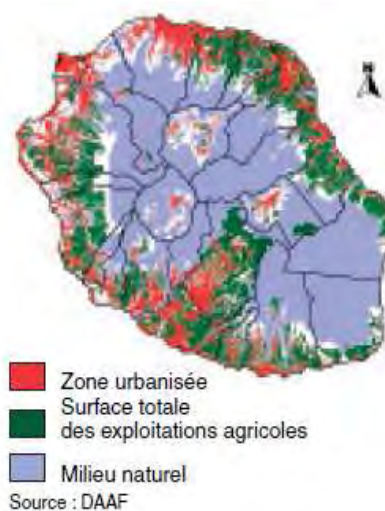 N
Zone urbanisée
Surface totale
des exploitations agricoles
Milieu naturel
Source : DAAF